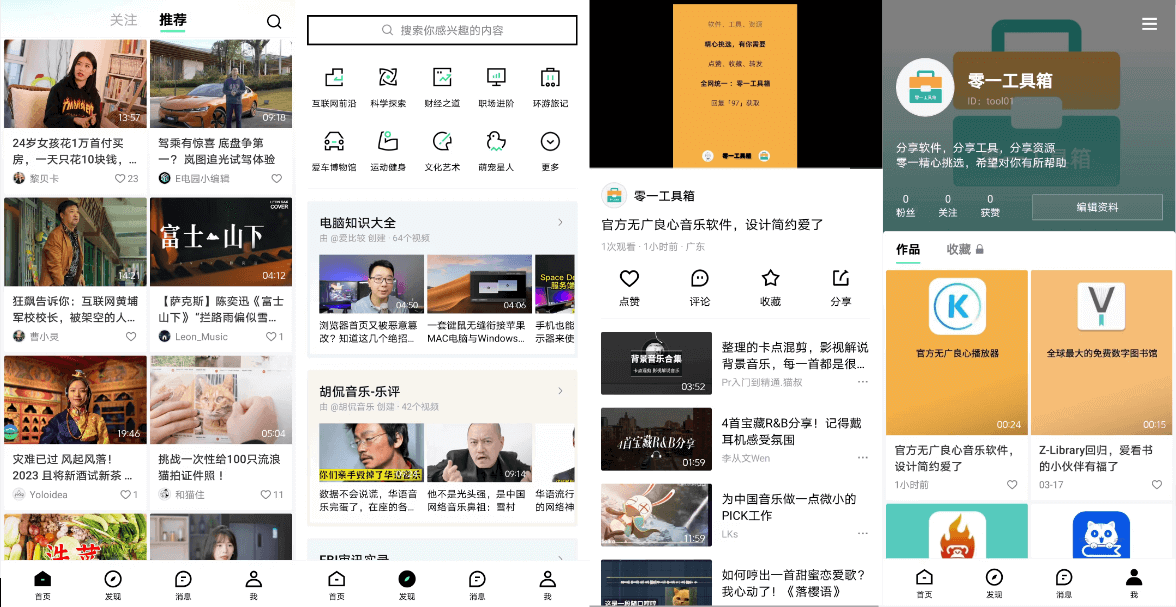 关注 推荐
13:57
09:18
24岁女孩花1万首付买
房，一天只花10块钱，…
黎贝卡 23
驾乘有惊喜 底盘争第
一？岚图追光试驾体验
E电园小编辑
14:21
富士山下
04:12
狂飙告诉你：互联网黄埔
军校校长，被架空的人…
曹小灵
【萨克斯】陈奕迅《富士
山下》"拦路雨偏似雪…
Leon_Music 1
19:46
05:04
灾难已过 风起风落！
2023 且将新酒试新茶 …
Yoloidea 1
挑战一次性给100只流浪
猫拍证件照！
和猫住 11
洗菜
首页 发现 消息 我
搜索你感兴趣的内容
互联网前沿 科学探索 财经之道 职场进阶 环游旅记
爱车博物馆 运动健身 文化艺术 萌宠星人 更多
电脑知识大全
由 @爱比较 创建 · 64个视频
04:50
04:06
Space De
服务端
浏览器首页又被恶意篡
改？知道这几个绝招…
一套键鼠无缝衔接苹果
MAC电脑与Windows…
手机也能
示器来使
胡侃音乐-乐评
由 @胡侃音乐 创建 · 42个视频
你们亲手毁掉了华语音乐
09:14
数据不会说谎，华语音
乐完蛋了，在座的各…
他不是光头强，是中国
网络音乐鼻祖：雪村
华语流行
的网络神
FBI审讯实录
首页 发现 消息 我
软件、工具、资源
精心挑选，有你需要
点赞、收藏、转发
全网统一：零一工具箱
回复「97」获取
零一工具箱
零一工具箱
官方无广良心音乐软件，设计简约爱了
1次观看 · 1小时前 · 广东
点赞 评论 收藏 分享
背景音乐合集
卡点混剪 影视解说音乐
03:52
整理的卡点混剪，影视解说
背景音乐，每一首都是很…
Pr入门到精通.猫叔
4首宝藏R&B分享
01:59
4首宝藏R&B分享！记得戴
耳机感受氛围
李从文Wen
11:59
为中国音乐做一点微小的
PICK工作
LKs
如何哼出一首甜蜜恋爱歌？
我心动了！《落樱语》
零一工具箱
ID：tool01
分享软件，分享工具，分享资源
零一精心挑选，希望对你有所帮助
0 0 0
粉丝 关注 获赞
编辑资料
作品 收藏
K
官方无广良心播放器
00:24
V
全球最大的免费数字图书馆
00:15
官方无广良心音乐软件，
设计简约爱了
1小时前
Z-Library回归，爱看书
的小伙伴有福了
03-17
首页 发现 消息 我